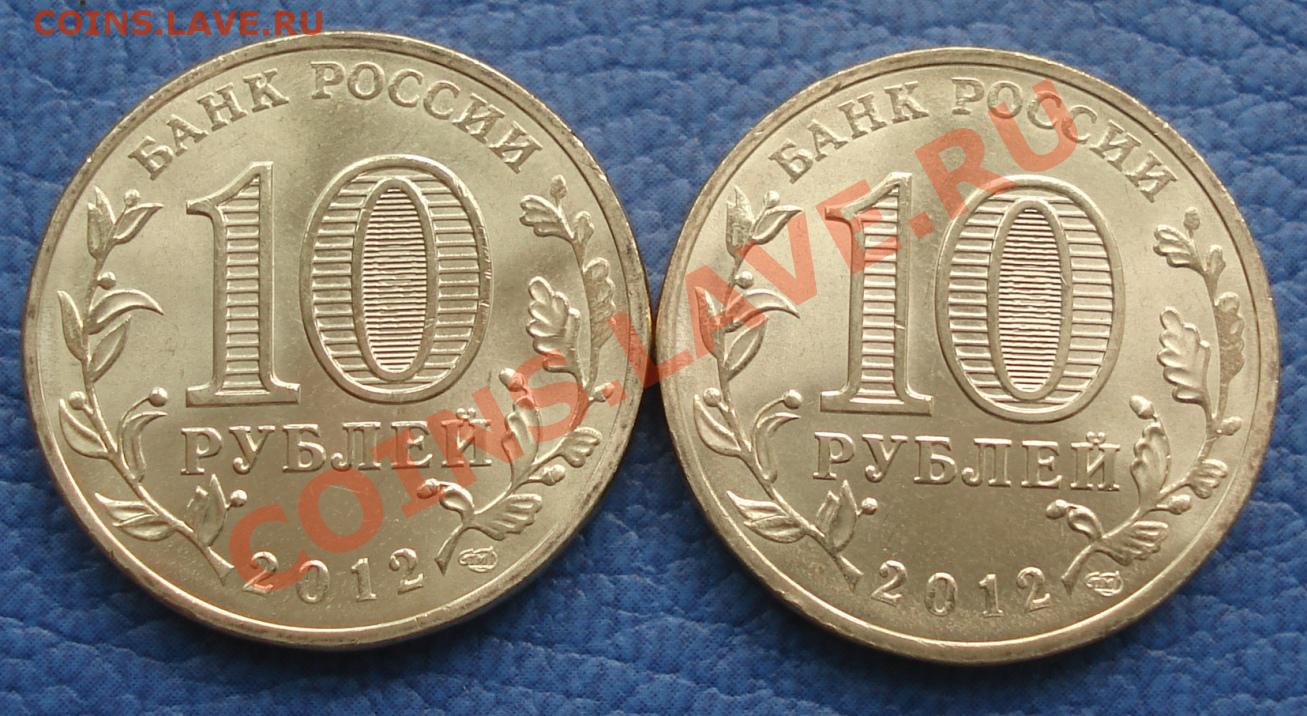 COINS.LAVE.RU
БАНК РОССИИ
10
РУБЛЕЙ
2012
БАНК РОССИИ
10
РУБЛЕЙ
2012
COINS.LAVE.RU